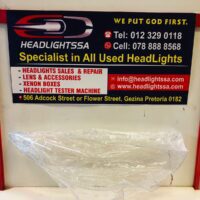 WE PUT GOD FIRST.
HEADLIGHTSSA
Tel: 012 329 0118
Cell: 078 888 8568
Specialist in All Used HeadLights
- HEADLIGHTS SALES & REPAIR
- LENS & ACCESSORIES
- XENON BOXES
- HEADLIGHT TESTER MACHINE
info@headlightssa.com
www.headlightssa.com
506 Adcock Street or Flower Street, Gezina Pretoria 0182